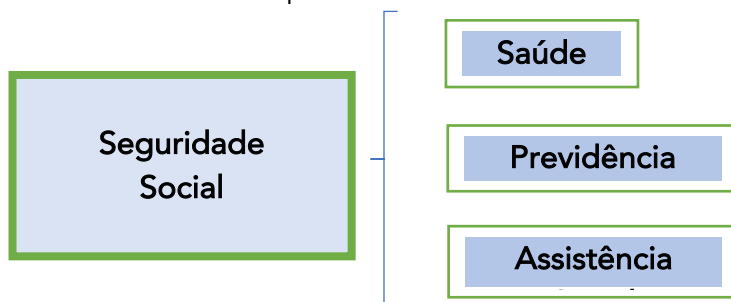 Seguridade
Social
Saúde
Previdência
Assistência